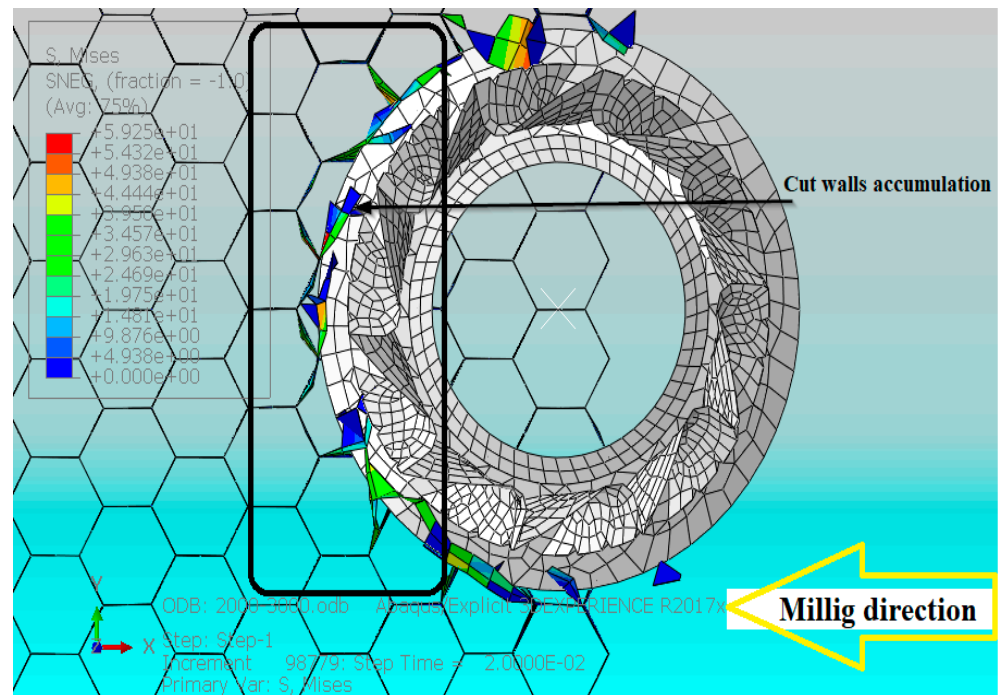 S, Mises
SNEG, (fraction = -1.0)
(Avg: 75%)
+5.925e+01
+5.432e+01
+4.938e+01
+4.444e+01
+3.950e+01
+3.457e+01
+2.963e+01
+2.469e+01
+1.975e+01
+1.481e+01
+9.876e+00
+4.938e+00
+0.000e+00
Cut walls accumulation
Millig direction
Y
X
ODB: 2000-3000.odb Abaqus/Explicit 3DEXPERIENCE R2017x
Step: Step-1
Increment 98779: Step Time = 2.0000E-02
Primary Var: S, Mises